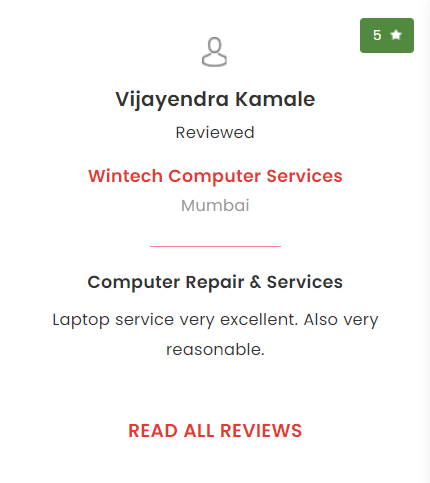 5
Vijayendra Kamale
Reviewed
Wintech Computer Services
Mumbai
Computer Repair & Services
Laptop service very excellent. Also very
reasonable.
READ ALL REVIEWS